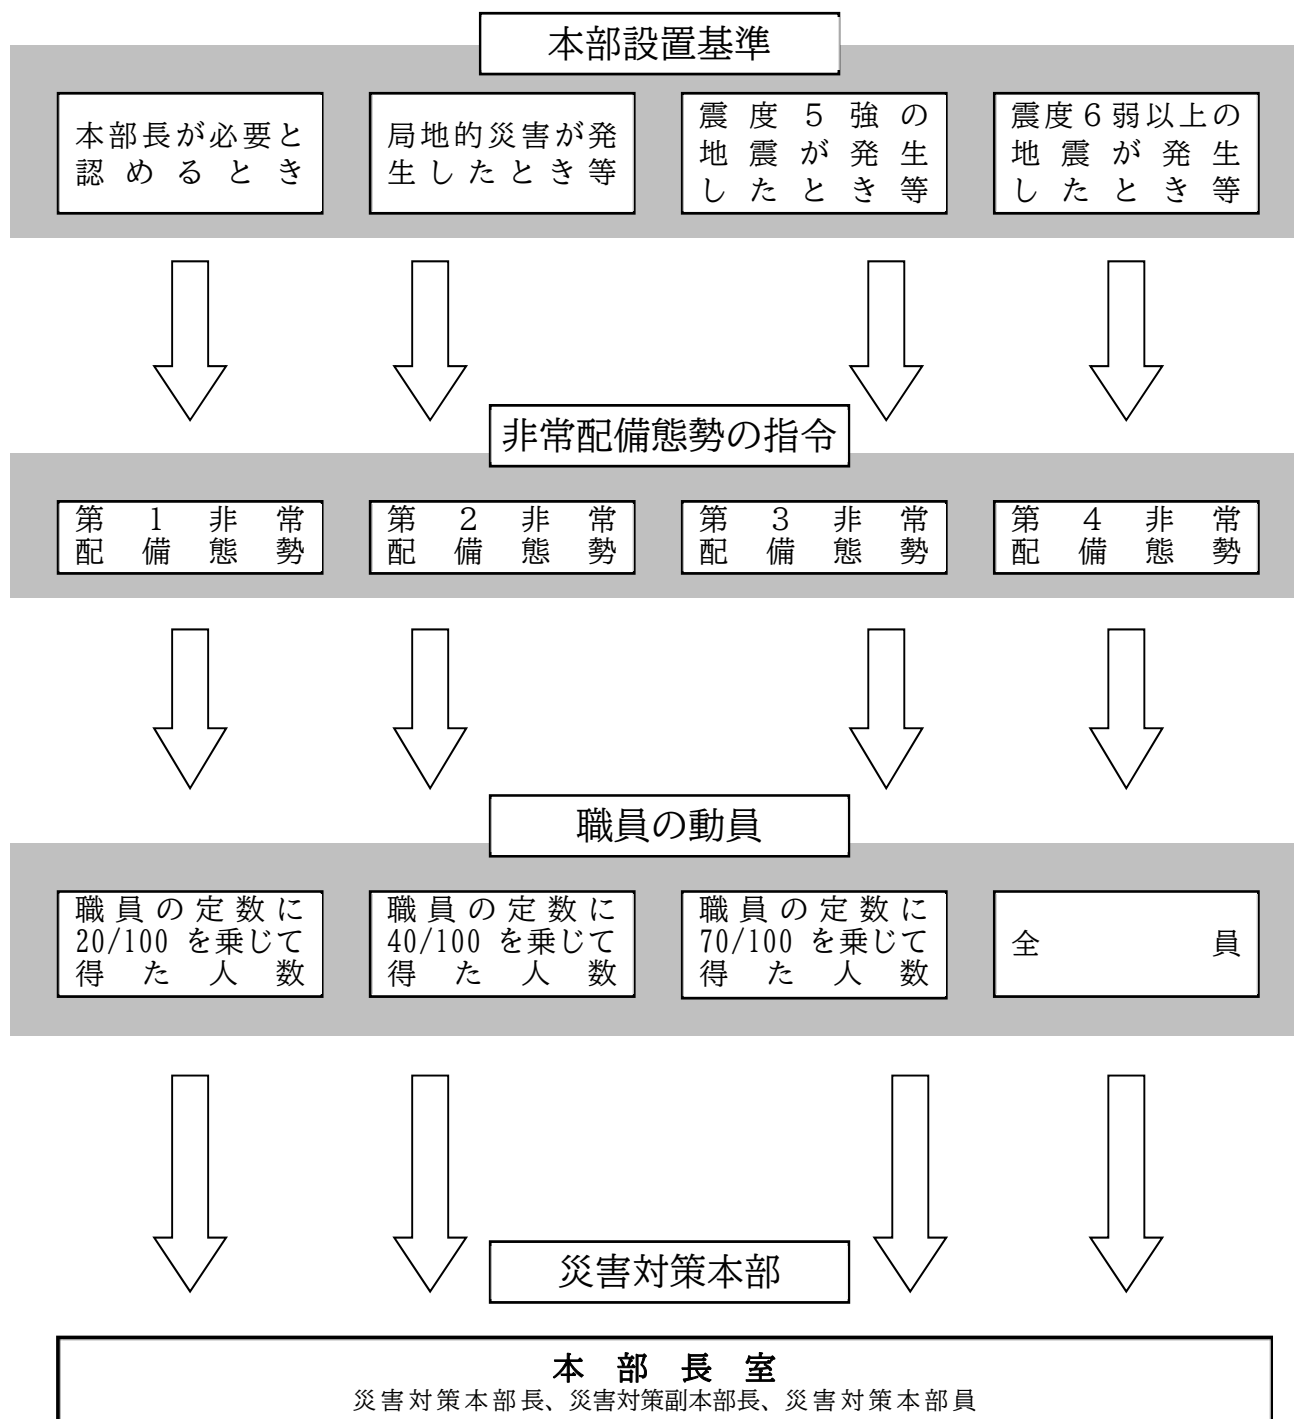 本部設置基準
本部長が必要と
認めるとき
局地的災害が発
生したとき等
震度５強の
地震が発生
したとき等
震度６弱以上の
地震が発生
したとき等
非常配備態勢の指令
第１非常
配備態勢
第２非常
配備態勢
第３非常
配備態勢
第４非常
配備態勢
職員の動員
職員の定数に
20/100 を乗じて
得た人数
職員の定数に
40/100 を乗じて
得た人数
職員の定数に
70/100 を乗じて
得た人数
全員
災害対策本部
本部長室
災害対策本部長、災害対策副本部長、災害対策本部員